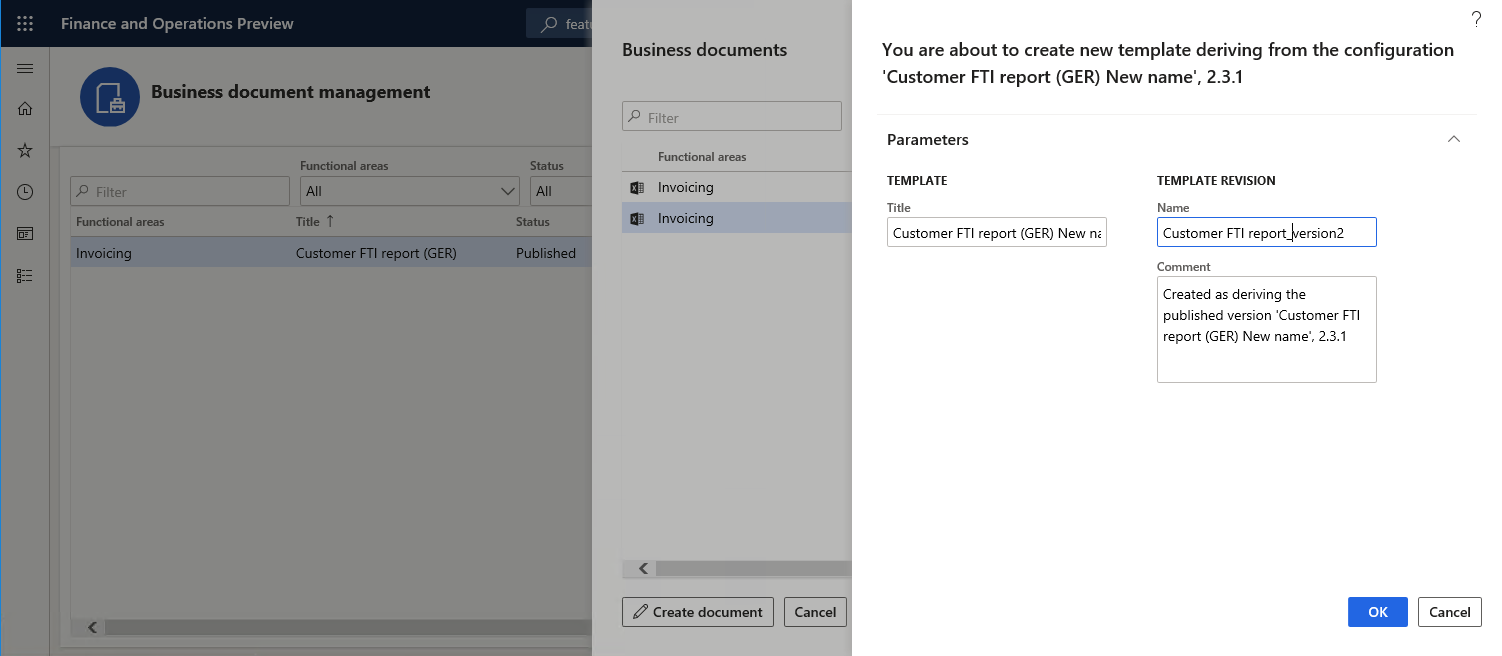 Finance and Operations Preview
featu
Business document management
Filter
Functional areas
All
Status
All
Functional areas
Title ↑
Status
Invoicing
Customer FTI report (GER)
Published
Business documents
Filter
Functional areas
Invoicing
Invoicing
Create document
Cancel
?
You are about to create new template deriving from the configuration
'Customer FTI report (GER) New name', 2.3.1
Parameters
TEMPLATE
Title
Customer FTI report (GER) New na
TEMPLATE REVISION
Name
Customer FTI report_version2
Comment
Created as deriving the
published version 'Customer FTI
report (GER) New name', 2.3.1
OK
Cancel